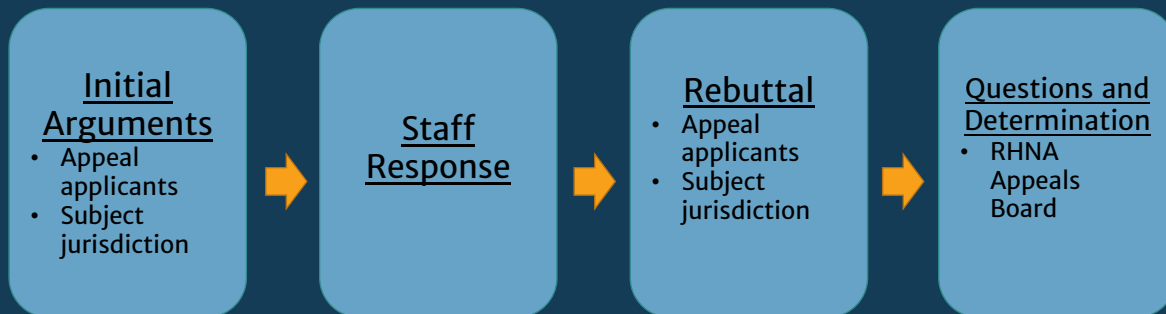 Initial
Arguments
• Appeal
applicants
• Subject
jurisdiction
Staff
Response
Rebuttal
• Appeal
applicants
• Subject
jurisdiction
Questions and
Determination
• RHNA
Appeals
Board